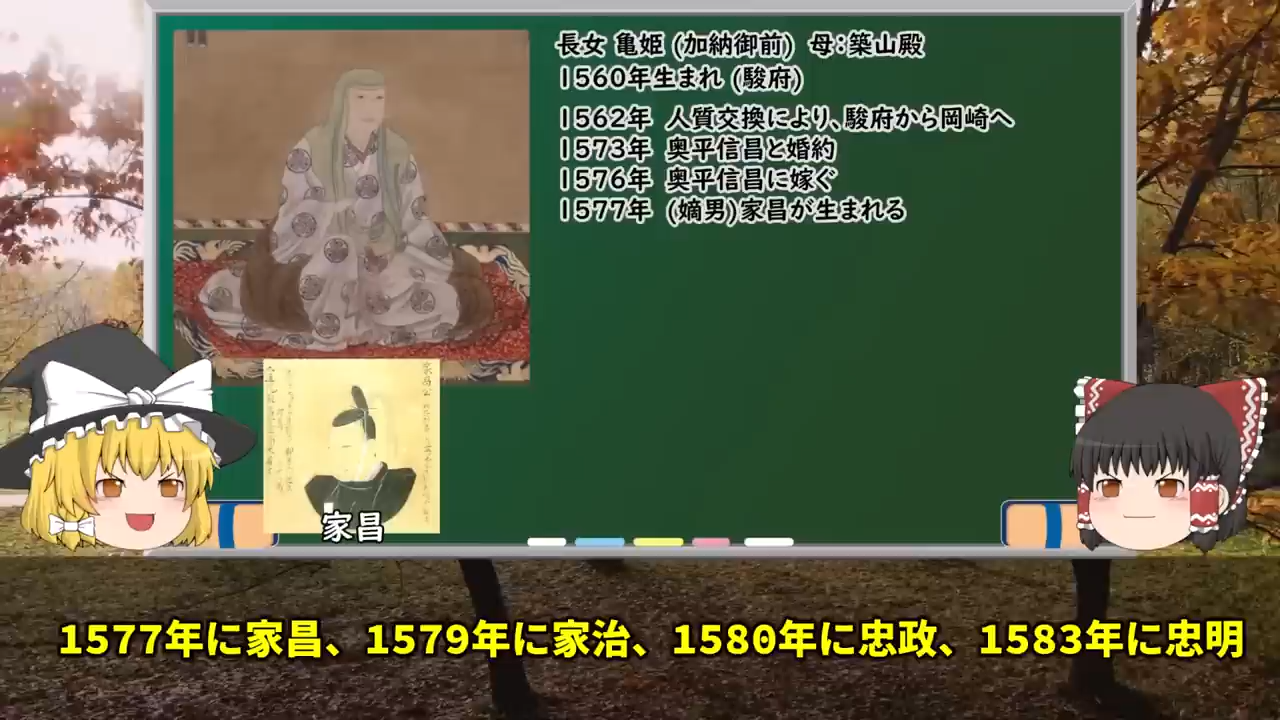 長女 亀姫 (加納御前) 母:築山殿
1560年生まれ (駿府)
1562年 人質交換により、駿府から岡崎へ
1573年 奥平信昌と婚約
1576年 奥平信昌に嫁ぐ
1577年 (嫡男)家昌が生まれる
家昌
1577年に家昌、1579年に家治、1580年に忠政、1583年に忠明